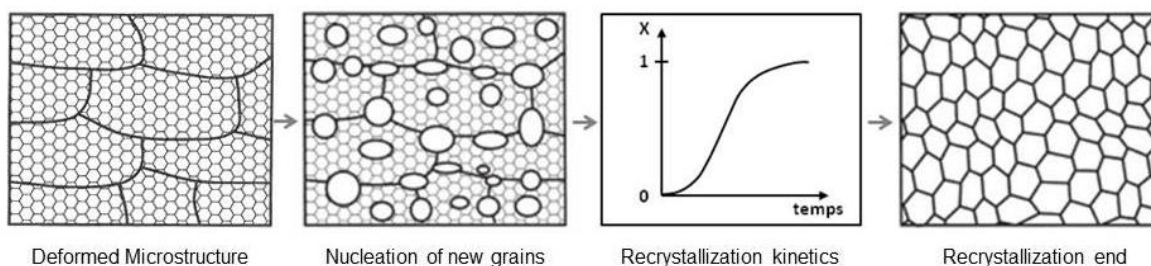 X
1
0
temps
Deformed Microstructure
Nucleation of new grains
Recrystallization kinetics
Recrystallization end